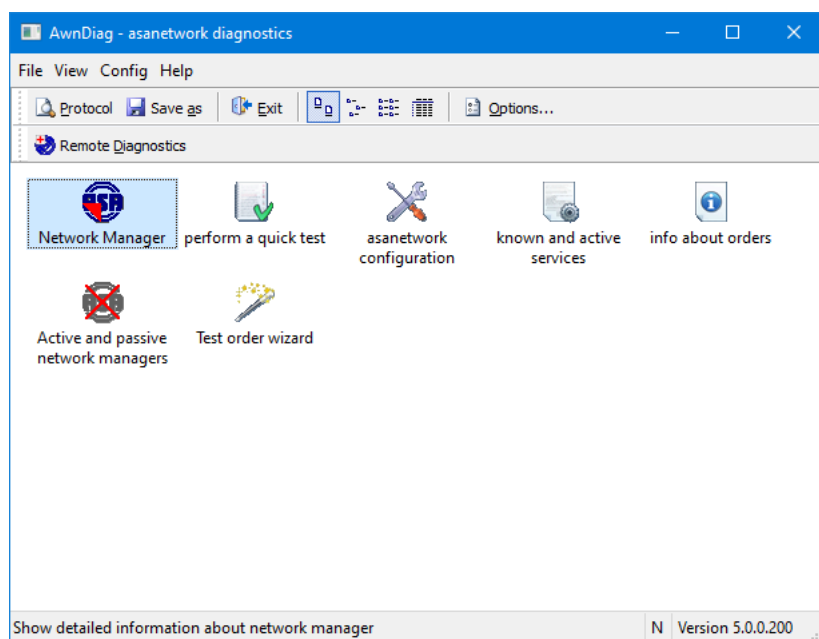 AwnDiag - asanetwork diagnostics
File View Config Help
Protocol Save as Exit Options...
Remote Diagnostics
Network Manager perform a quick test asanetwork configuration known and active services info about orders
Active and passive network managers Test order wizard
Show detailed information about network manager N Version 5.0.0.200